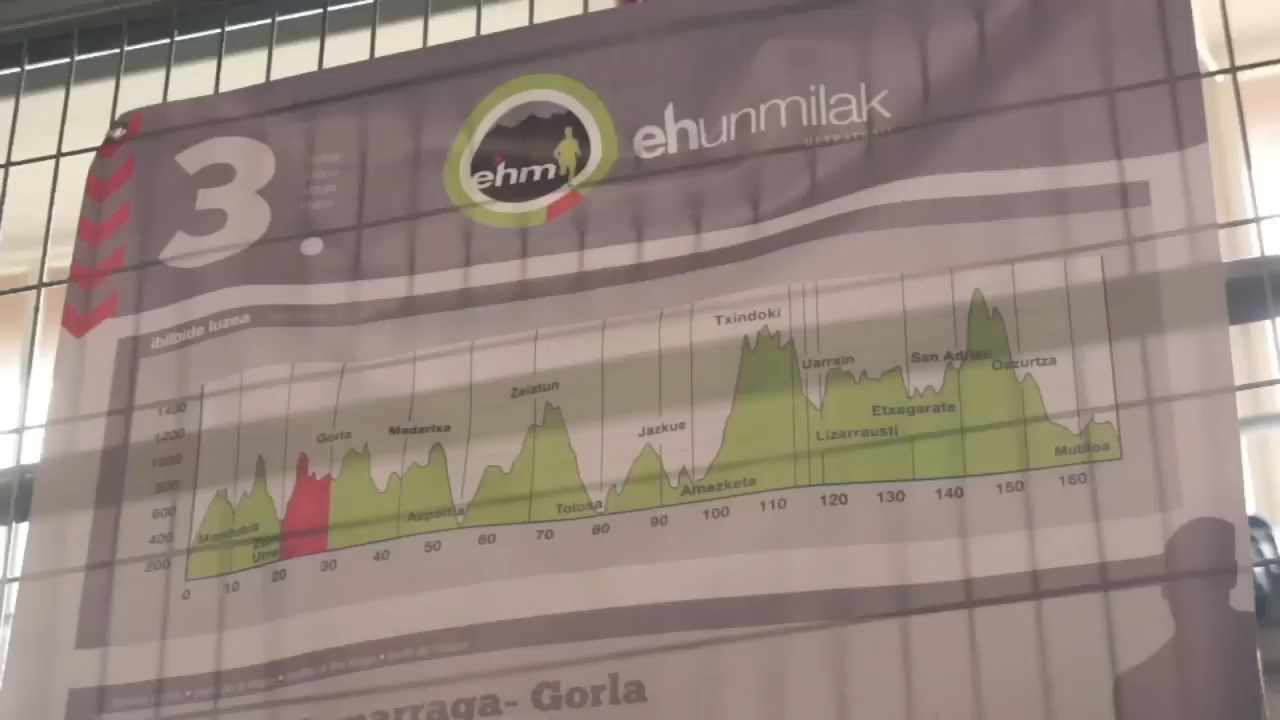 3.
ehm
ehunmilak
ibilbide luzea
1400
1200
1000
800
600
400
200
Mandubia
Gorla
Madarixa
Azpeitia
Zelatun
Tolosa
Jazkue
Amezketa
Txindoki
Uarrain
Lizarrausti
Etxegarate
San Adrian
Oazurtza
Mutiloa
0 10 20 30 40 50 60 70 80 90 100 110 120 130 140 150 160
- Gorla